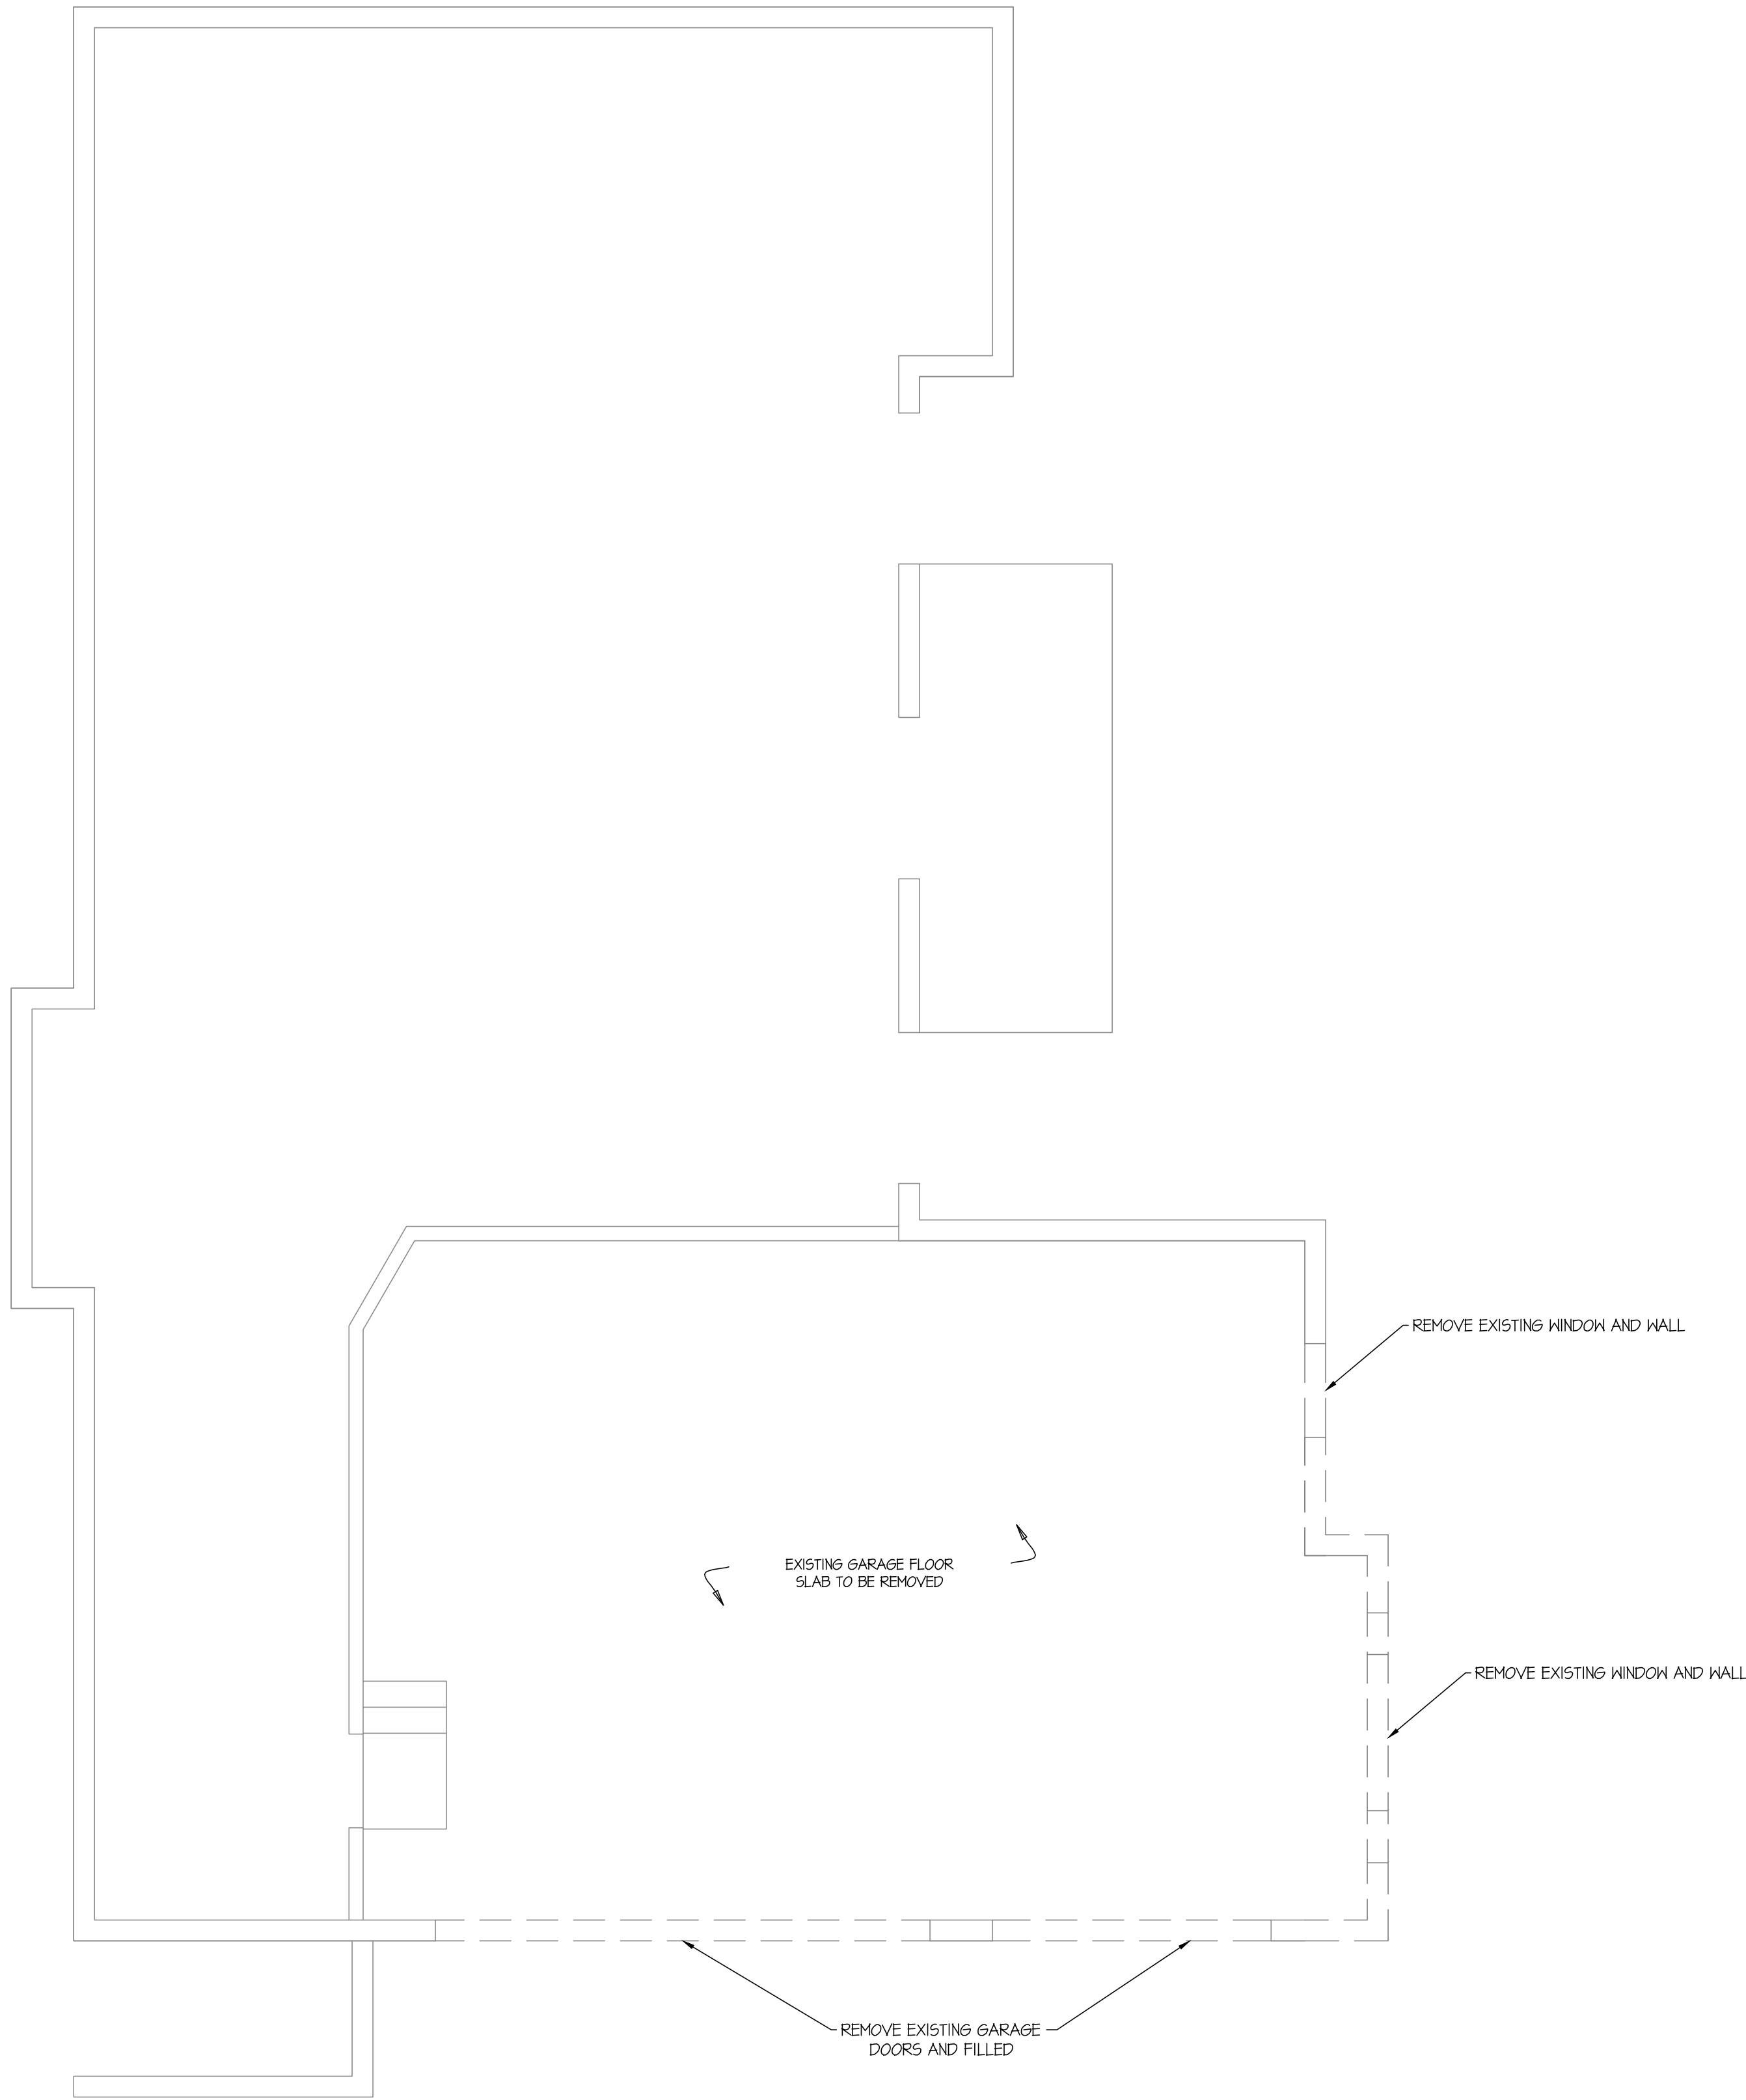 REMOVE EXISTING WINDOW AND WALL
EXISTING GARAGE FLOOR
SLAB TO BE REMOVED
REMOVE EXISTING WINDOW AND WALL
REMOVE EXISTING GARAGE
DOORS AND FILLED